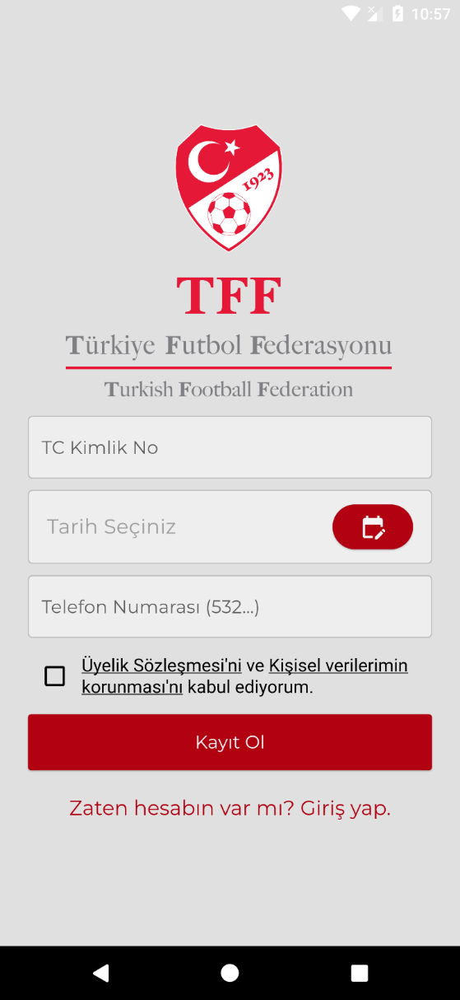 10:57
1923
TFF
Türkiye Futbol Federasyonu
Turkish Football Federation
TC Kimlik No
Tarih Seçiniz
Telefon Numarası (532...)
Üyelik Sözleşmesi'ni ve Kişisel verilerimin
korunması'nı kabul ediyorum.
Kayıt Ol
Zaten hesabın var mı? Giriş yap.